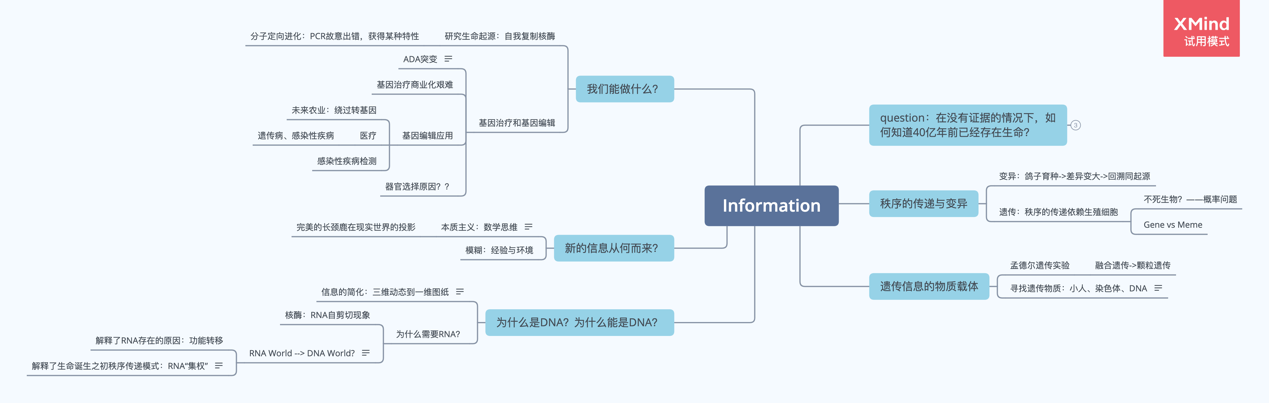 XMind
试用模式
Information
question：在没有证据的情况下，如
何知道40亿年前已经存在生命？
3
秩序的传递与变异
变异：鸽子育种->差异变大->回溯同起源
遗传：秩序的传递依赖生殖细胞
不死生物？——概率问题
Gene vs Meme
遗传信息的物质载体
孟德尔遗传实验
融合遗传->颗粒遗传
寻找遗传物质：小人、染色体、DNA
我们能做什么？
研究生命起源：自我复制核酶
分子定向进化：PCR故意出错，获得某种特性
基因治疗和基因编辑
ADA突变
基因治疗商业化艰难
基因编辑应用
未来农业：绕过转基因
医疗
遗传病、感染性疾病
感染性疾病检测
器官选择原因？？
新的信息从何而来？
本质主义：数学思维
完美的长颈鹿在现实世界的投影
模糊：经验与环境
为什么是DNA？为什么能是DNA？
信息的简化：三维动态到一维图纸
为什么需要RNA?
核酶：RNA自剪切现象
RNA World --> DNA World?
解释了RNA存在的原因：功能转移
解释了生命诞生之初秩序传递模式：RNA“集权”